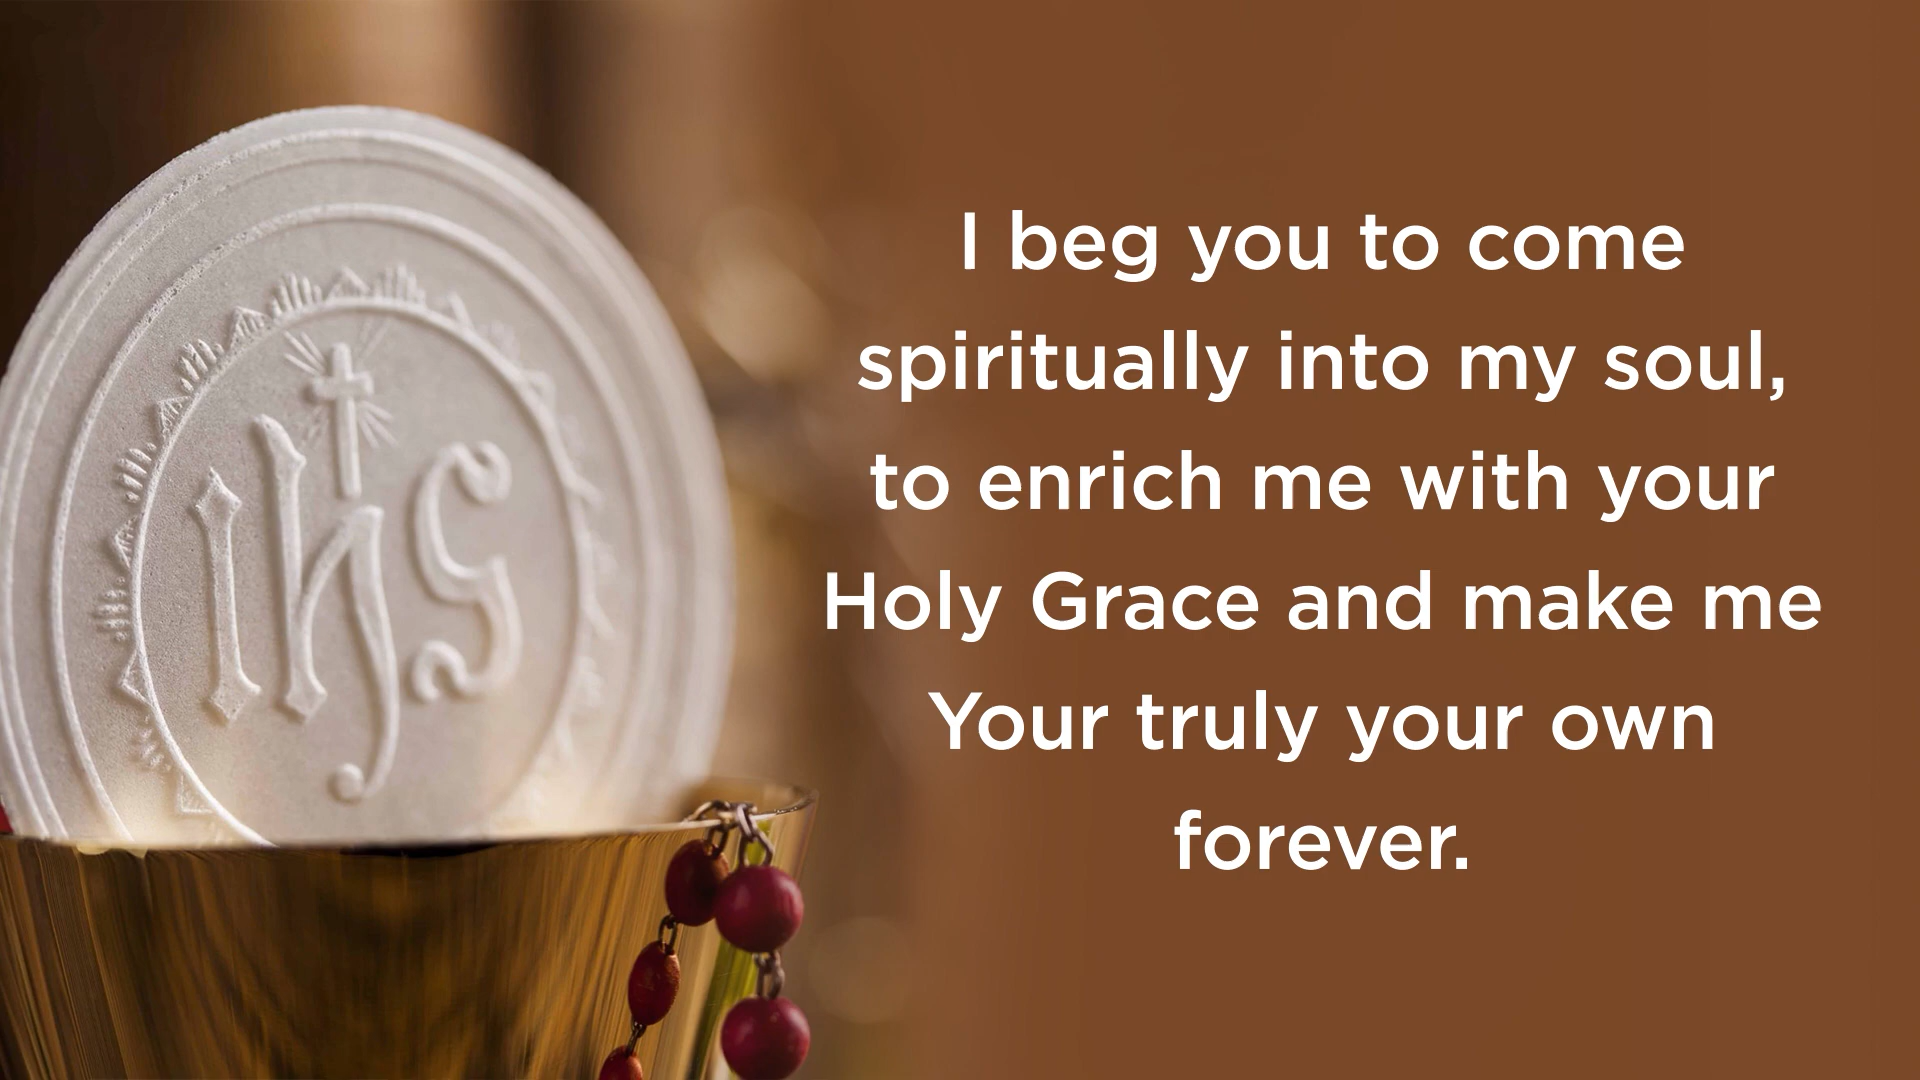 ihs
I beg you to come
spiritually into my soul,
to enrich me with your
Holy Grace and make me
Your truly your own
forever.